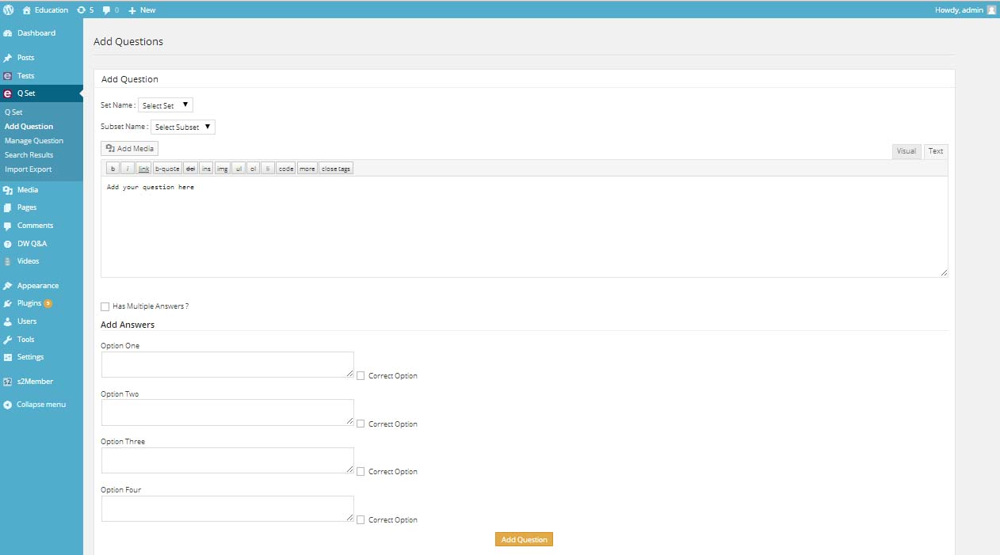 Education 5 0 New Howdy, admin
Dashboard
Posts
Tests
Q Set
Q Set
Add Question
Manage Question
Search Results
Import Export
Media
Pages
Comments
DW Q&A
Videos
Appearance
Plugins 5
Users
Tools
Settings
s2 s2Member
Collapse menu
Add Questions
Add Question
Set Name : Select Set
Subset Name : Select Subset
Add Media Visual Text
b i link b-quote del ins img ul ol li code more close tags
Add your question here
Has Multiple Answers ?
Add Answers
Option One
Correct Option
Option Two
Correct Option
Option Three
Correct Option
Option Four
Correct Option
Add Question